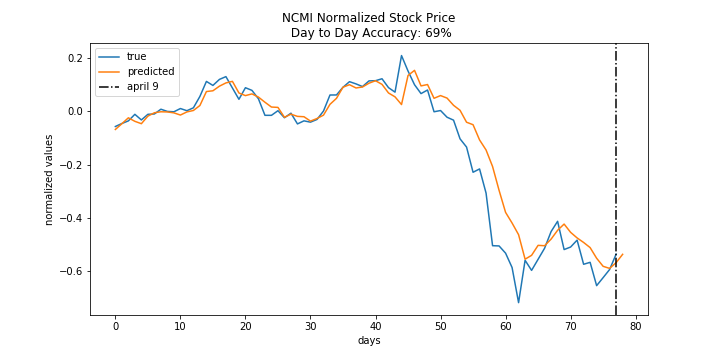 NCMI Normalized Stock Price
Day to Day Accuracy: 69%
true
predicted
april 9
normalized values
0.2
0.0
−0.2
−0.4
−0.6
0
10
20
30
40
50
60
70
80
days